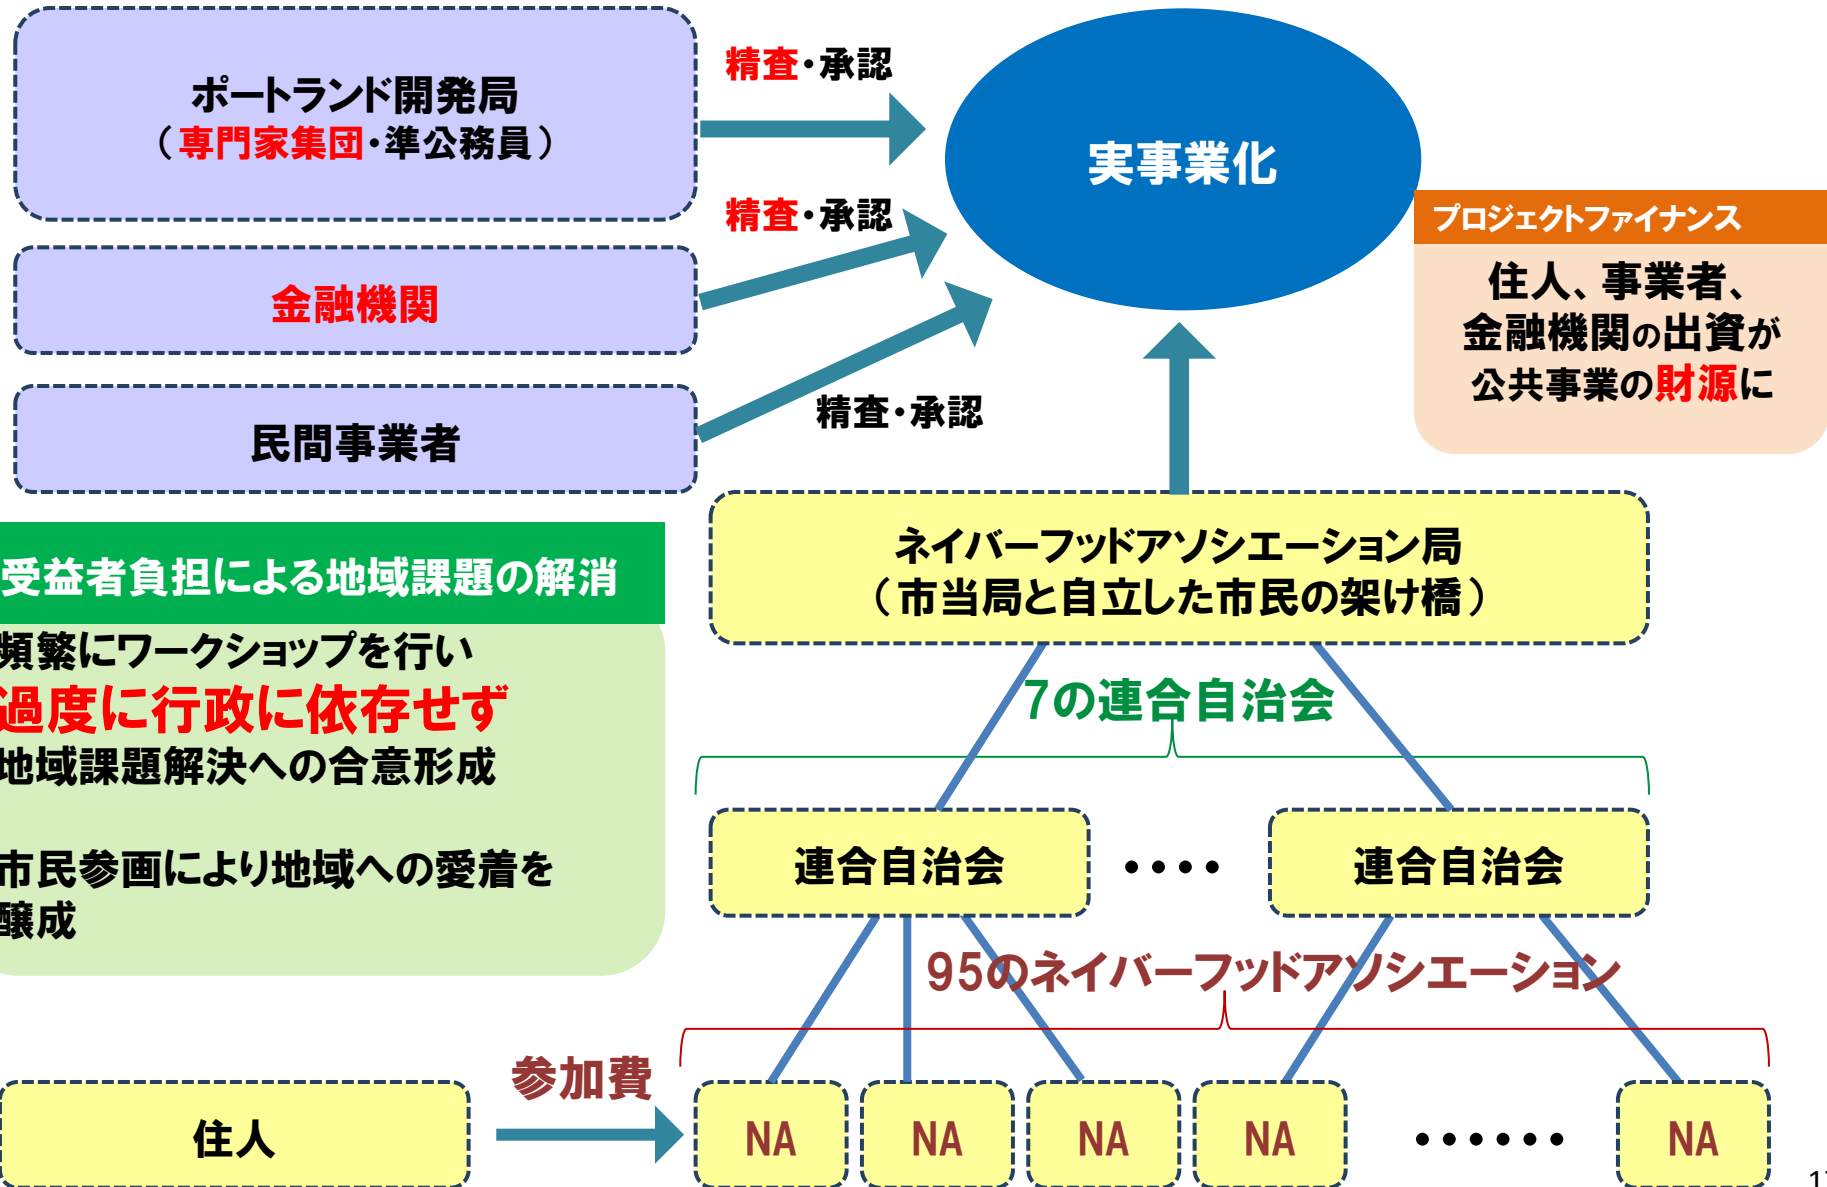 ポートランド開発局
（専門家集団・準公務員）
精査・承認
実事業化
精査・承認
金融機関
プロジェクトファイナンス
住人、事業者、
金融機関の出資が
公共事業の財源に
民間事業者
精査・承認
ネイバーフッドアソシエーション局
（市当局と自立した市民の架け橋）
受益者負担による地域課題の解消
頻繁にワークショップを行い
過度に行政に依存せず
地域課題解決への合意形成
市民参画により地域への愛着を
醸成
7の連合自治会
連合自治会
・・・・
連合自治会
95のネイバーフッドアソシエーション
住人
参加費
NA
NA
NA
NA
・・・・・・
NA